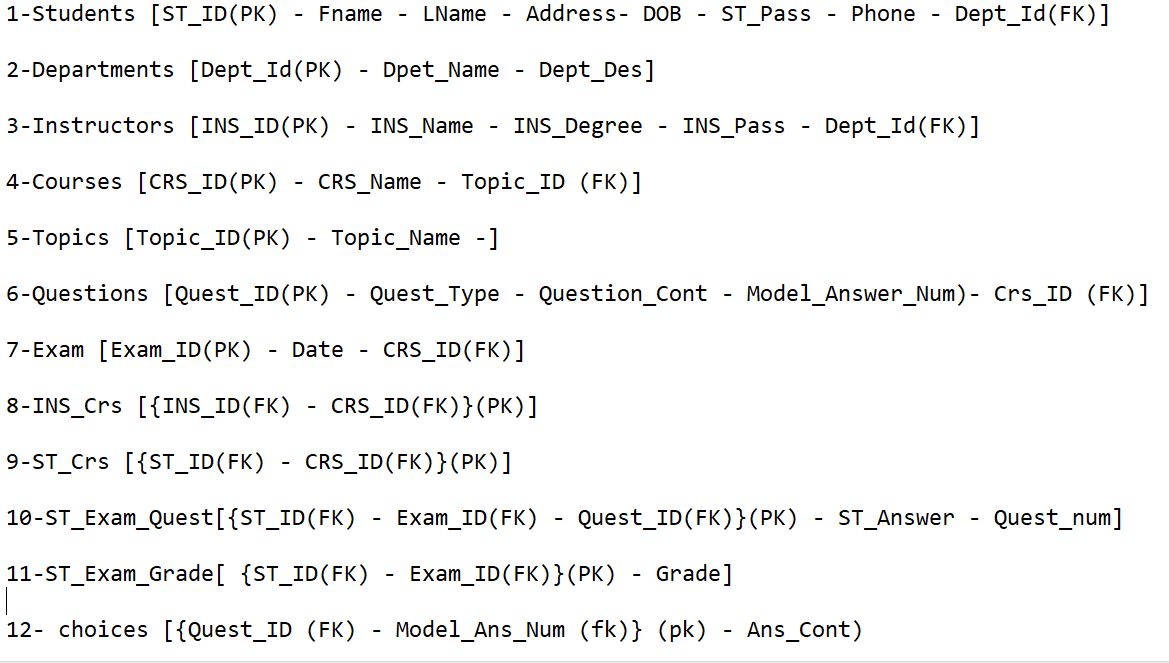 1-Students [ST_ID(PK) - Fname - LName - Address- DOB - ST_Pass - Phone - Dept_Id(FK)]
2-Departments [Dept_Id(PK) - Dpet_Name - Dept_Des]
3-Instructors [INS_ID(PK) - INS_Name - INS_Degree - INS_Pass - Dept_Id(FK)]
4-Courses [CRS_ID(PK) - CRS_Name - Topic_ID (FK)]
5-Topics [Topic_ID(PK) - Topic_Name -]
6-Questions [Quest_ID(PK) - Quest_Type - Question_Cont - Model_Answer_Num)- Crs_ID (FK)]
7-Exam [Exam_ID(PK) - Date - CRS_ID(FK)]
8-INS_Crs [{INS_ID(FK) - CRS_ID(FK)}(PK)]
9-ST_Crs [{ST_ID(FK) - CRS_ID(FK)}(PK)]
10-ST_Exam_Quest[{ST_ID(FK) - Exam_ID(FK) - Quest_ID(FK)}(PK) - ST_Answer - Quest_num]
11-ST_Exam_Grade[ {ST_ID(FK) - Exam_ID(FK)}(PK) - Grade]
12- choices [{Quest_ID (FK) - Model_Ans_Num (fk)} (pk) - Ans_Cont)